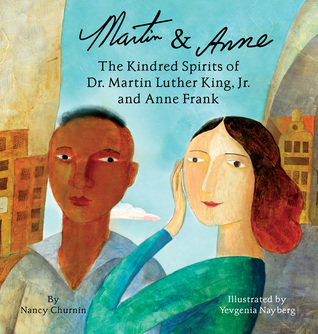 Martin & Anne
The Kindred Spirits of
Dr. Martin Luther King, Jr.
and Anne Frank
By
Nancy Churnin
Illustrated by
Yevgenia Nayberg